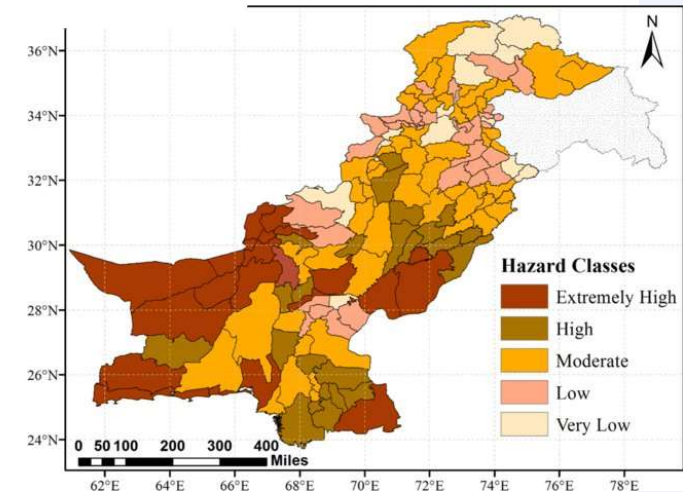 N
36°N
34°N
32°N
30°N
28°N
26°N
24°N
Hazard Classes
Extremely High
High
Moderate
Low
Very Low
0 50 100 200 300 400
Miles
62°E 64°E 66°E 68°E 70°E 72°E 74°E 76°E 78°E